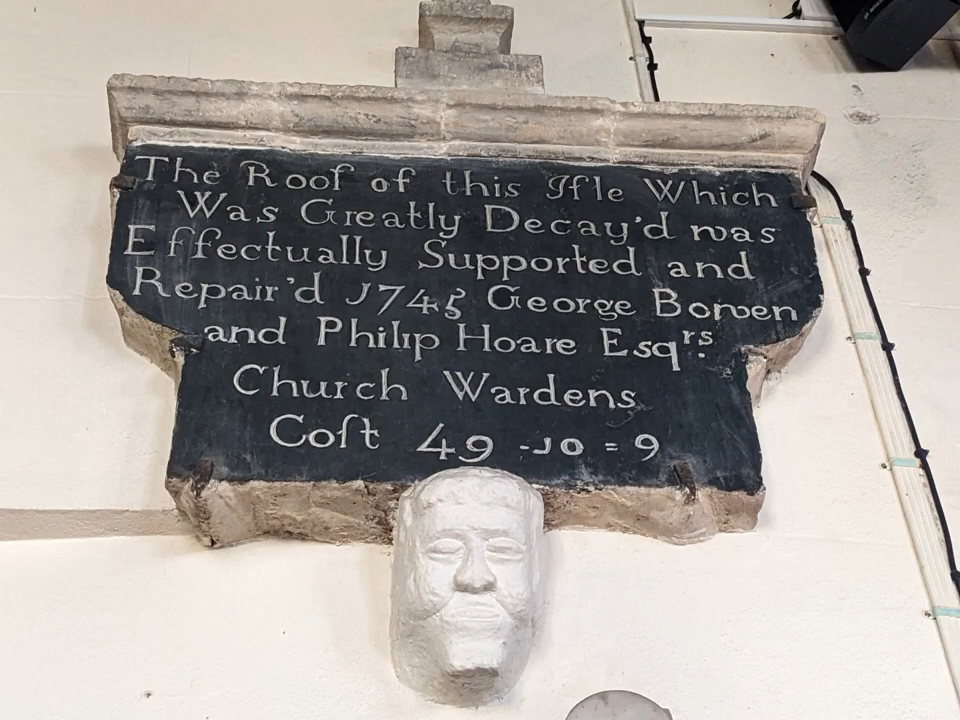 The Roof of this Iſle Which
Was Greatly Decay'd was
Effectually Supported and
Repair'd 1745 George Bowen
and Philip Hoare Esqrs.
Church Wardens
Coſt 49 - 10 = 9